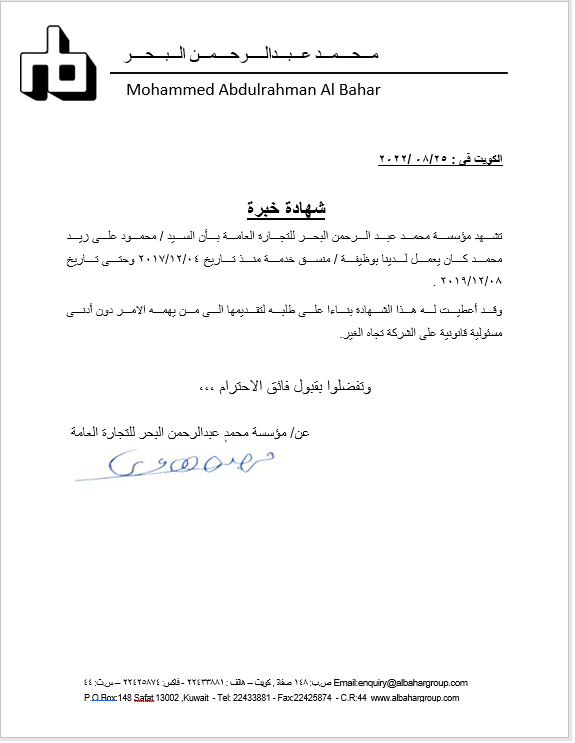 محمد عبدالرحمن البحر
Mohammed Abdulrahman Al Bahar
الكويت في : ٢٠٢٢/ ٠٨/٢٥
شهادة خبرة
تشهد مؤسسة محمد عبد الرحمن البحر للتجارة العامة بأن السيد / محمود على زيد
محمد كان يعمل لدينا بوظيفة / منسق خدمة منذ تاريخ ٢٠١٧/١٢/٠٤ وحتى تاريخ
٢٠١٩/١٢/٠٨ .
وقد أعطيت له هذا الشهاده بناءا على طلبه لتقديمها الى من يهمه الامر دون أدنى
مسئولية قانونية على الشركة تجاه الغير.
وتفضلوا بقبول فائق الاحترام ،،،
عن/ مؤسسة محمد عبدالرحمن البحر للتجارة العامة
ص.ب: ١٤٨ صفاة , كويت – هاتف : ٢٢٤٣٣٨٨١ - فاكس: ٢٢٤٢٥٨٧٤ – س.ت: ٤٤ Email:enquiry@albahargroup.com
P.O.Box:148 Safat 13002 ,Kuwait - Tel: 22433881 - Fax:22425874 - C.R:44 www.albahargroup.com